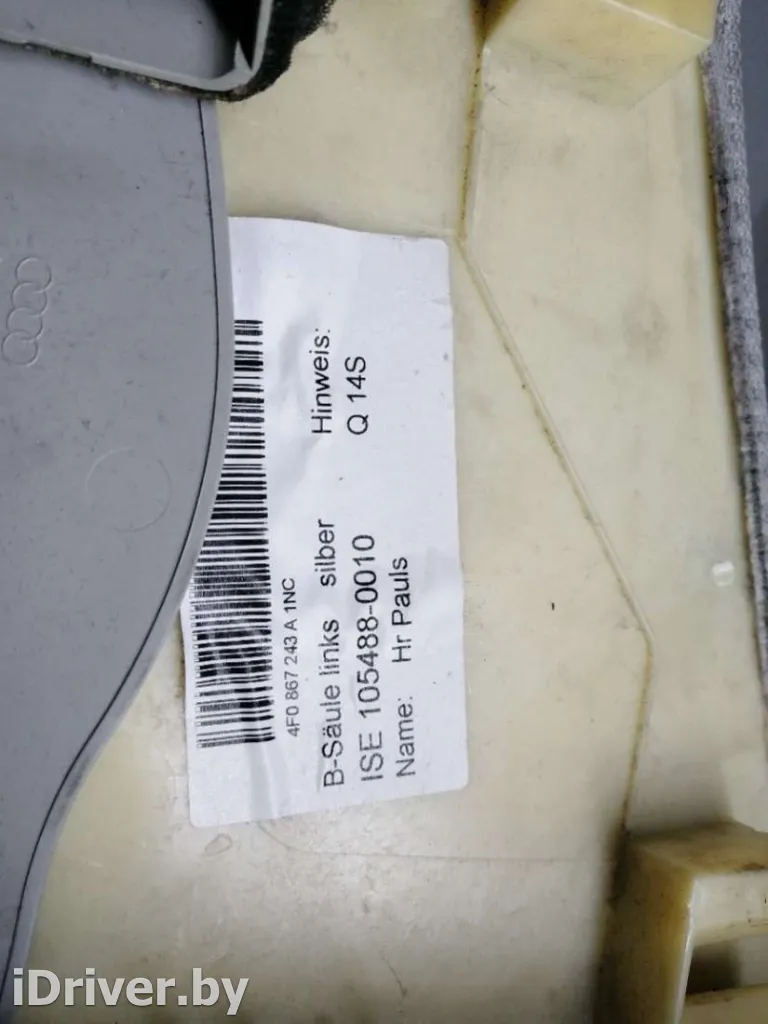 4F0 867 243 A 1NC
B-Säule links silber Hinweis:
ISE 105488-0010 Q 14S
Name: Hr Pauls
iDriver.by